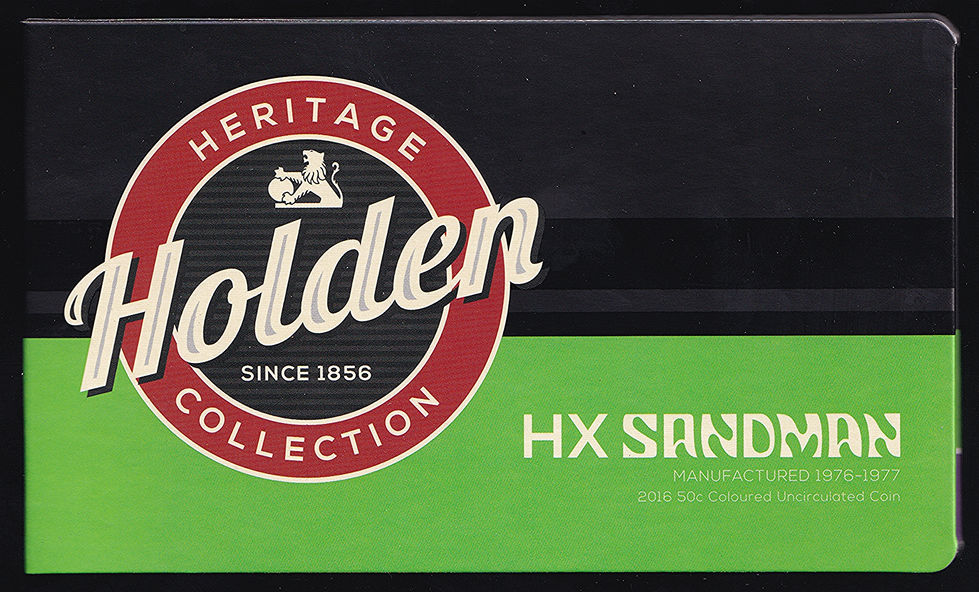 HERITAGE
Holden
SINCE 1856
COLLECTION
HX SANDMAN
MANUFACTURED 1976-1977
2016 50c Coloured Uncirculated Coin